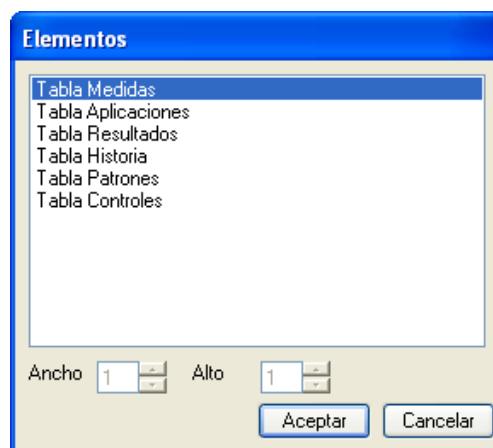 Elementos
Tabla Medidas
Tabla Aplicaciones
Tabla Resultados
Tabla Historia
Tabla Patrones
Tabla Controles
Ancho 1 Alto 1
Aceptar Cancelar